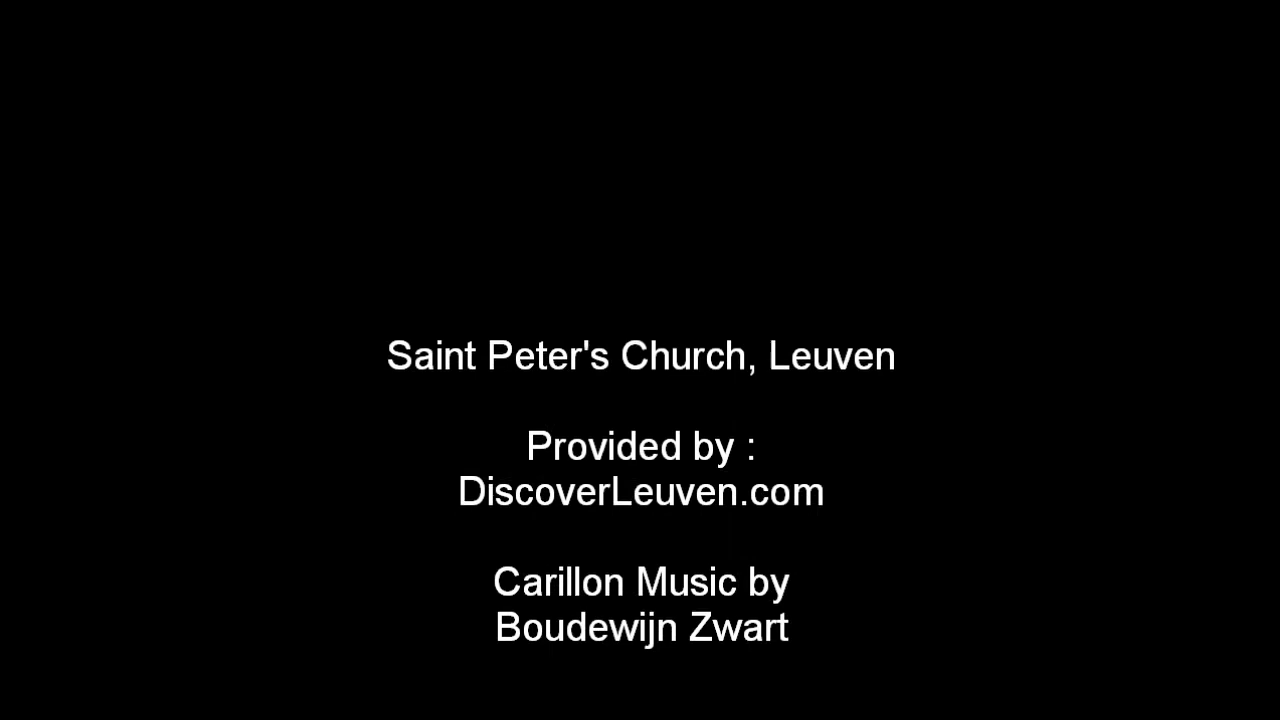 Saint Peter's Church, Leuven
Provided by :
DiscoverLeuven.com
Carillon Music by
Boudewijn Zwart